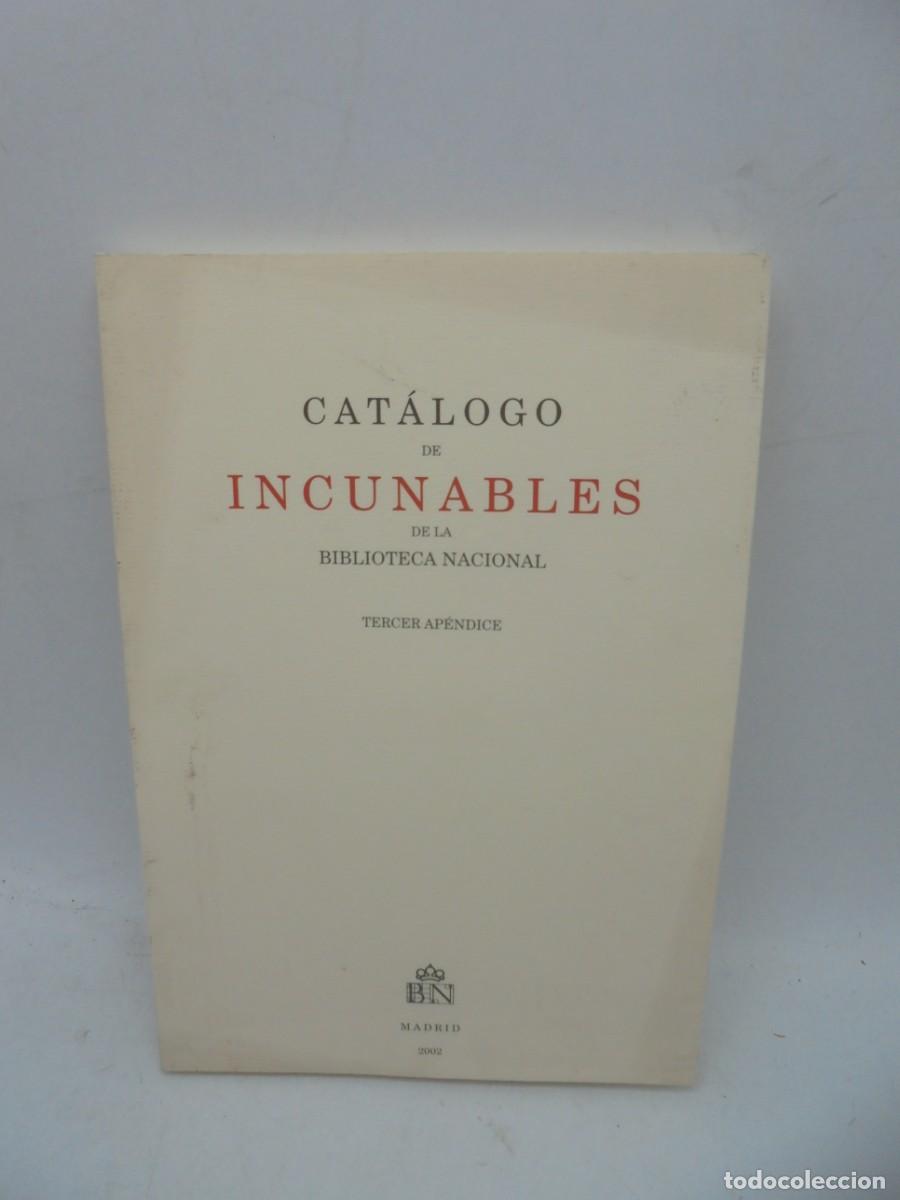 CATÁLOGO
DE
INCUNABLES
DE LA
BIBLIOTECA NACIONAL
TERCER APÉNDICE
BN
MADRID
2002
todocoleccion